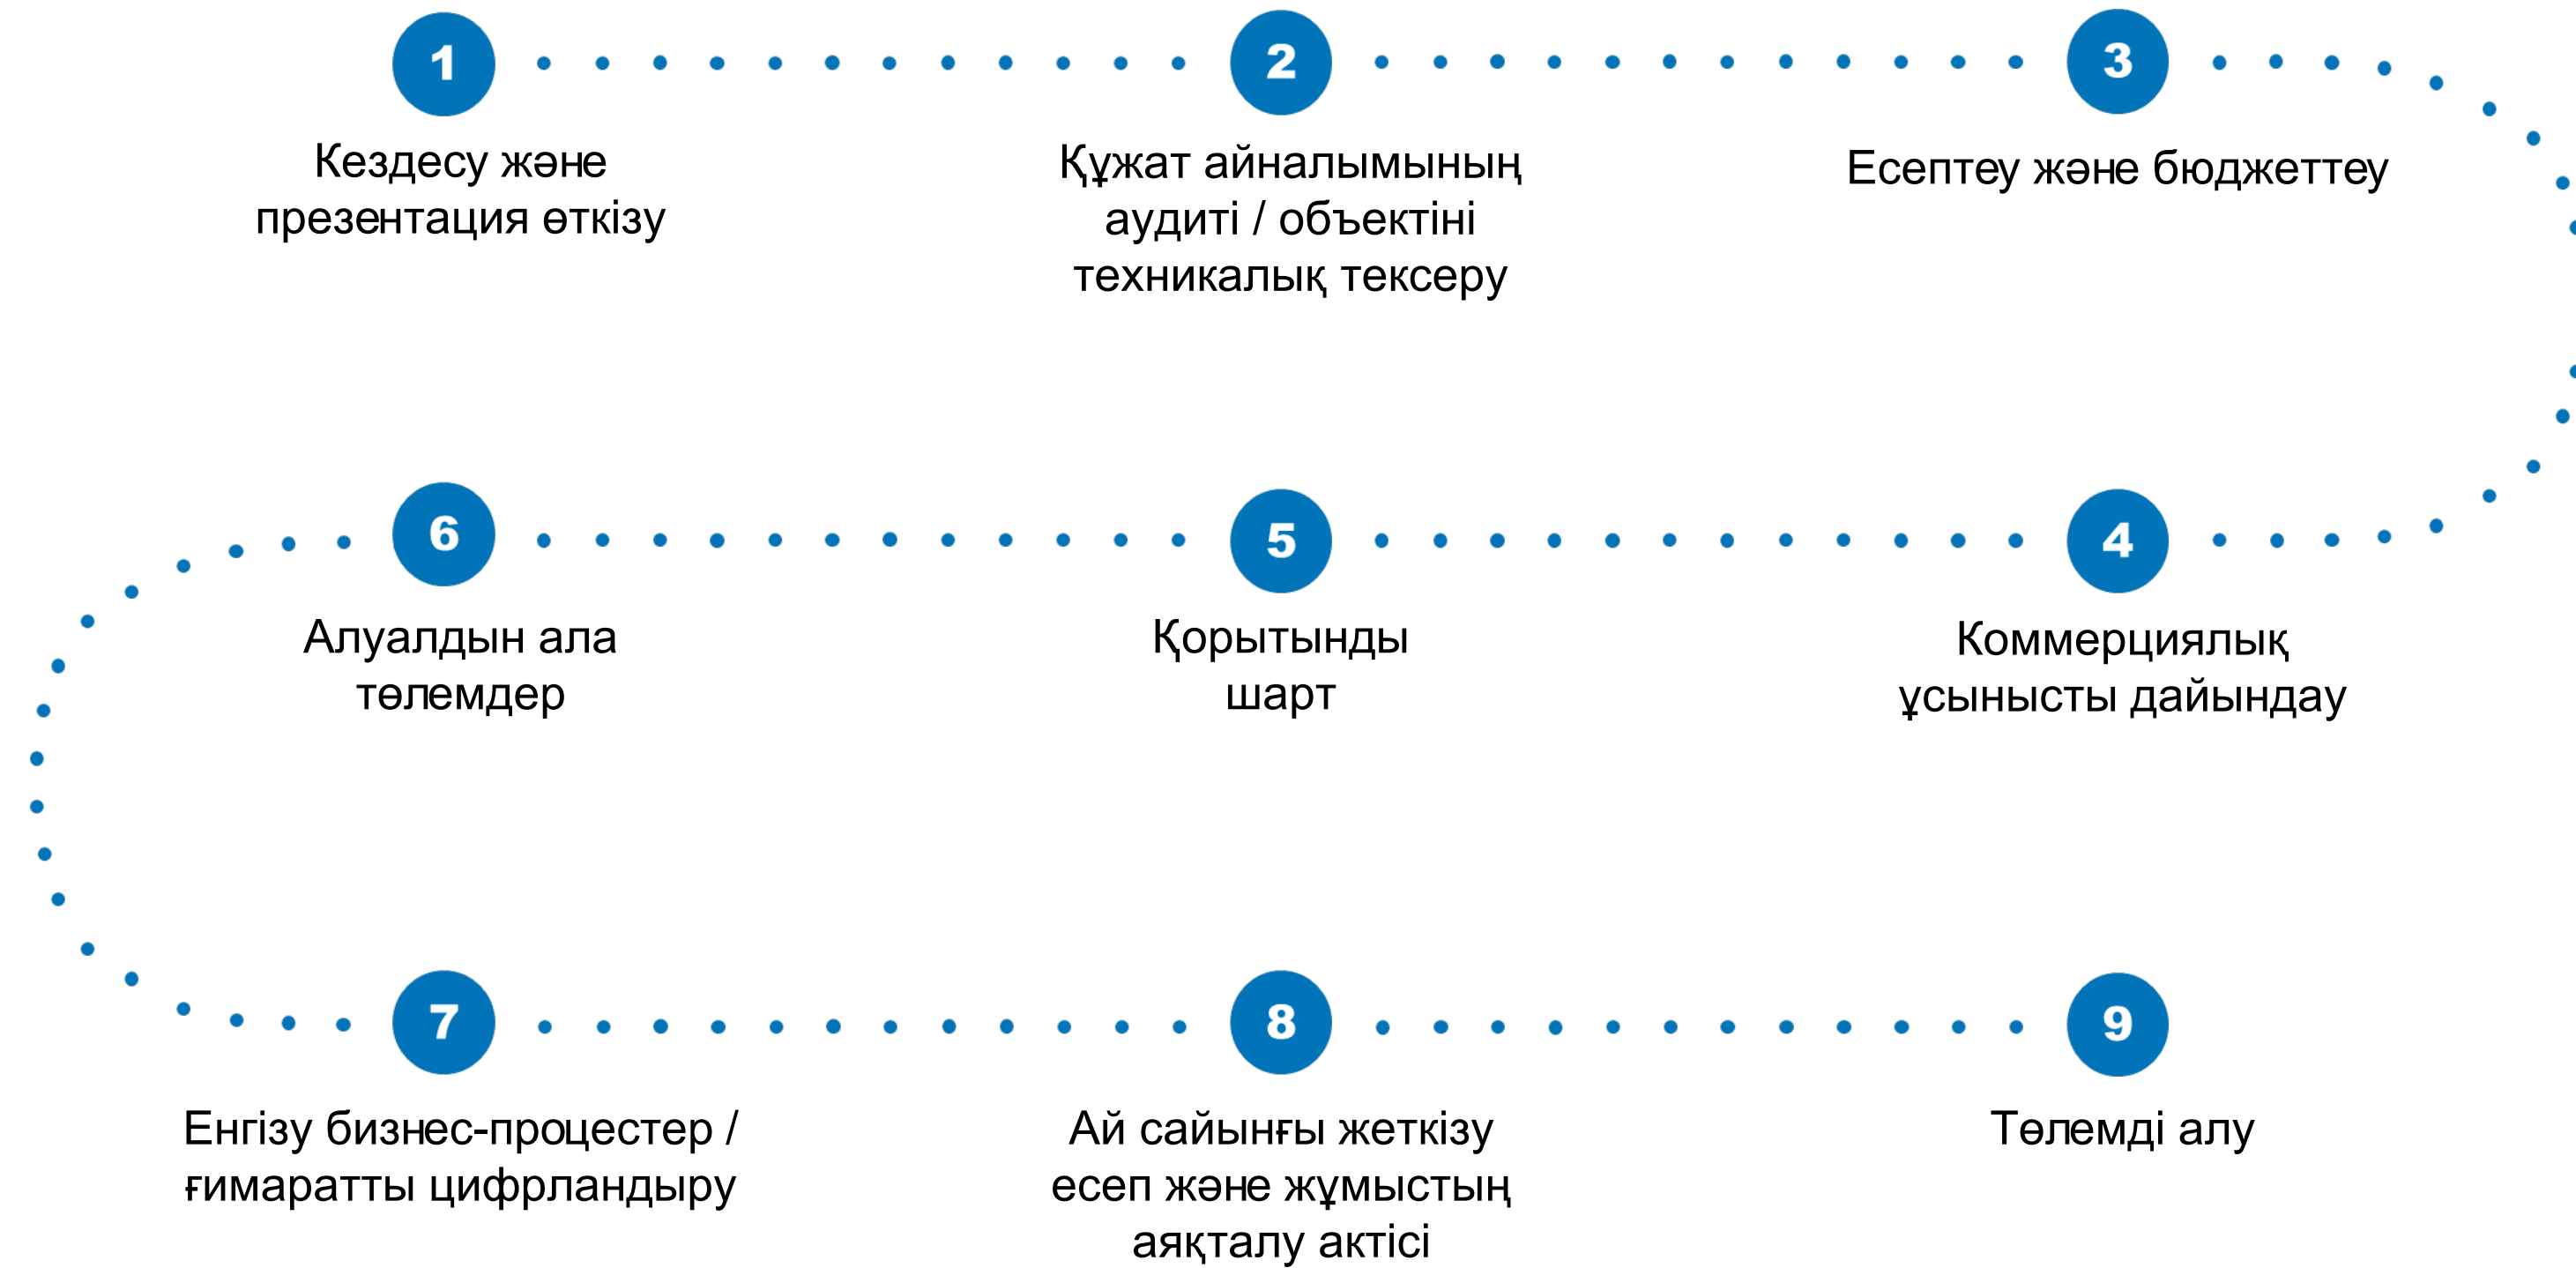 1
Кездесу және
презентация өткізу
2
Құжат айналымының
аудиті / объектіні
техникалық тексеру
3
Есептеу және бюджеттеу
4
Коммерциялық
ұсынысты дайындау
5
Қорытынды
шарт
6
Алуалдын ала
төлемдер
7
Енгізу бизнес-процестер /
ғимаратты цифрландыру
8
Ай сайынғы жеткізу
есеп және жұмыстың
аяқталу актісі
9
Төлемді алу